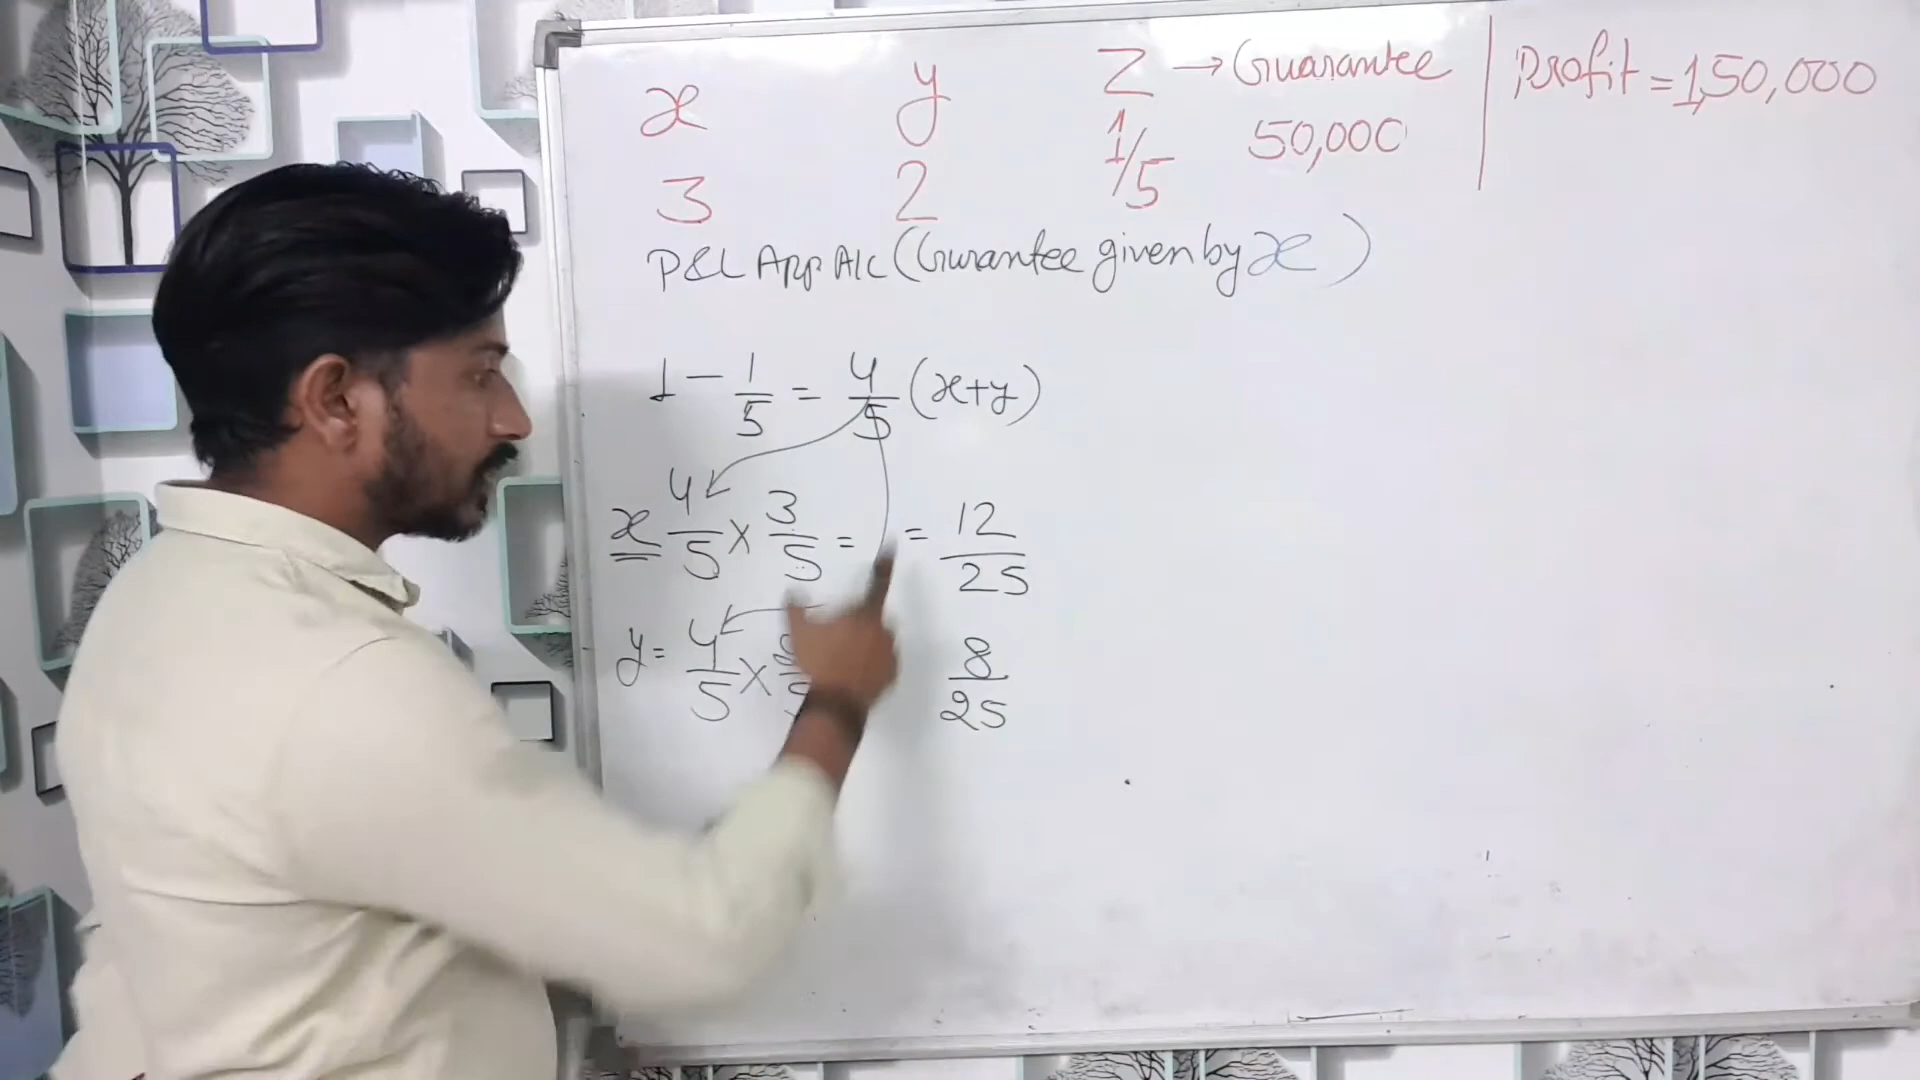 x y Z → Guarantee Profit = 1,50,000
3 2 1/5 50,000
P&L App A/c (Gurantee given by x)
1 - 1/5 = 4/5 (x+y)
x 4/5 × 3/5 = = 12/25
y = 4/5 × 8/25